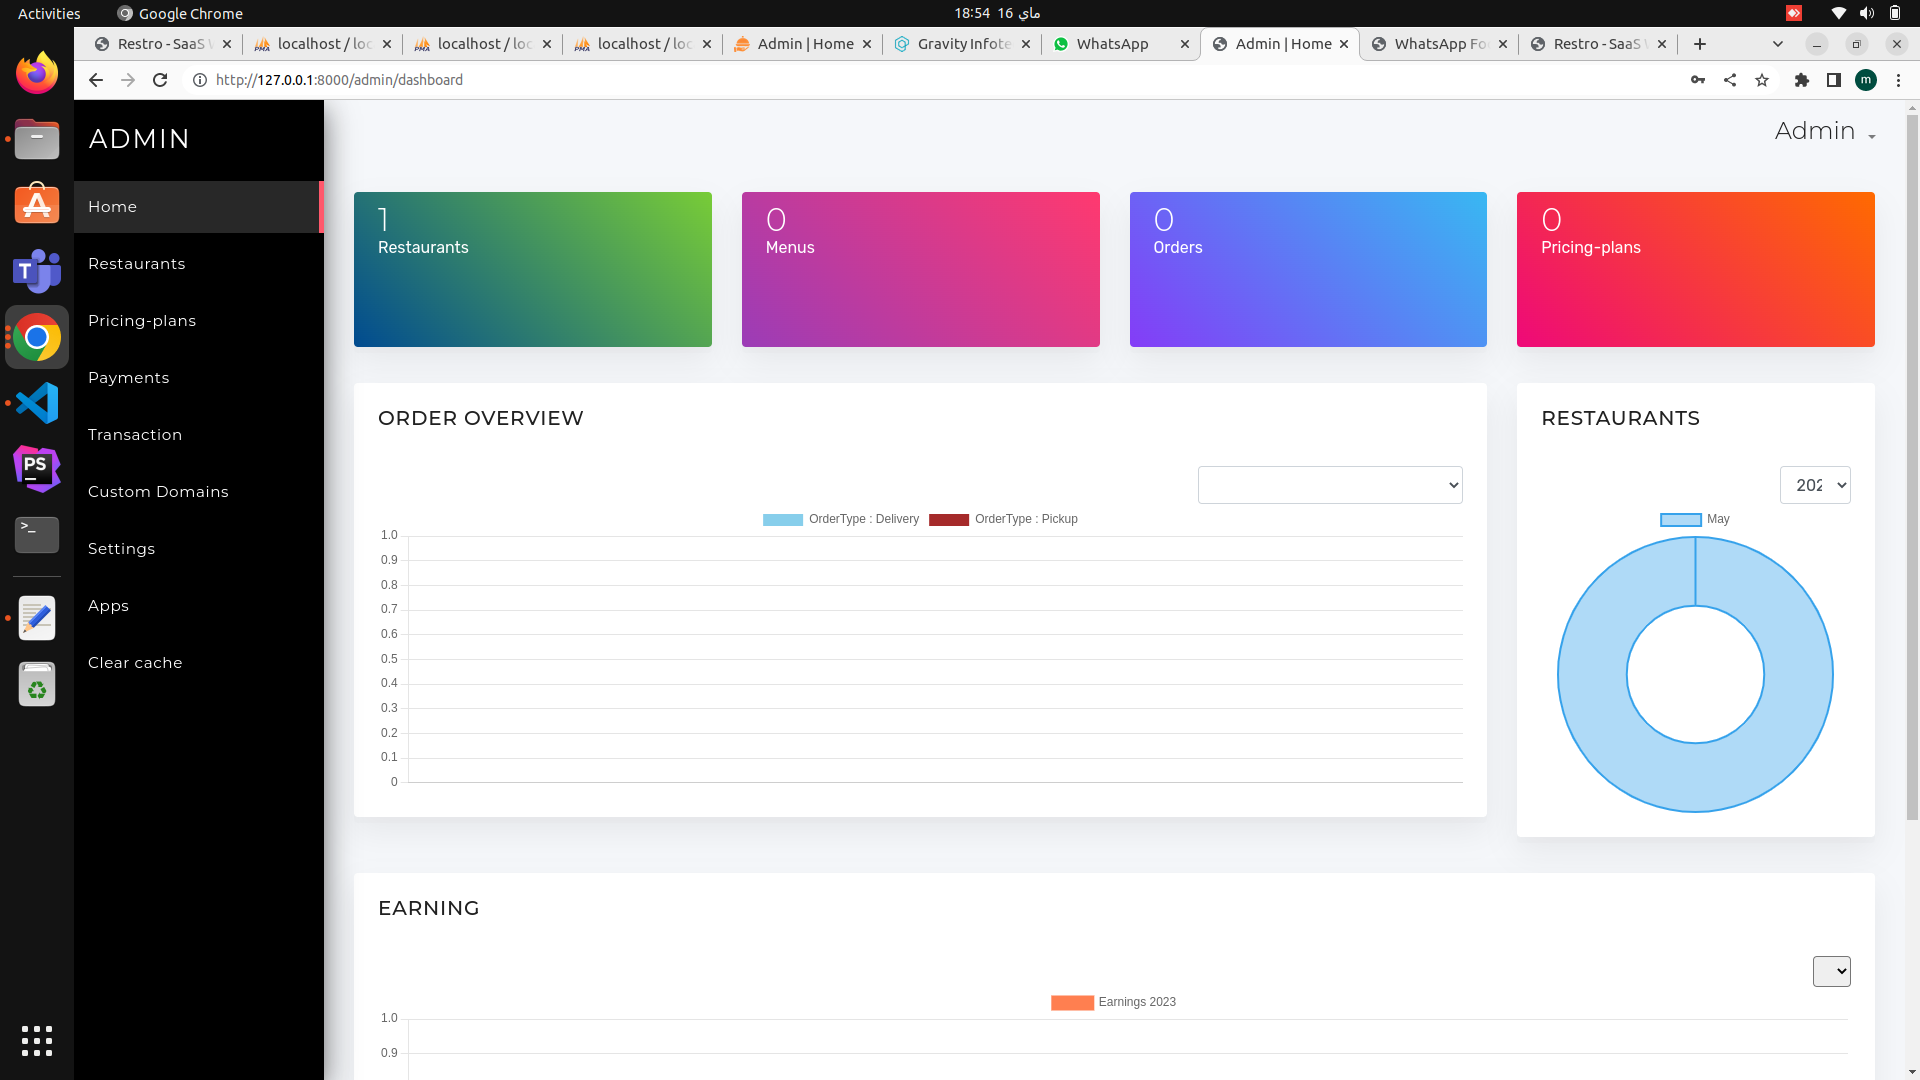 Activities
Google Chrome
18:54 16 ماي
Restro - SaaS
localhost / loc
localhost / loc
localhost / loc
Admin | Home
Gravity Infote
WhatsApp
Admin | Home
WhatsApp Fo
Restro - SaaS
http://127.0.0.1:8000/admin/dashboard
m
ADMIN
Home
Restaurants
Pricing-plans
Payments
Transaction
Custom Domains
Settings
Apps
Clear cache
Admin
1
Restaurants
0
Menus
0
Orders
0
Pricing-plans
ORDER OVERVIEW
OrderType : Delivery
OrderType : Pickup
1.0
0.9
0.8
0.7
0.6
0.5
0.4
0.3
0.2
0.1
0
RESTAURANTS
202
May
EARNING
Earnings 2023
1.0
0.9